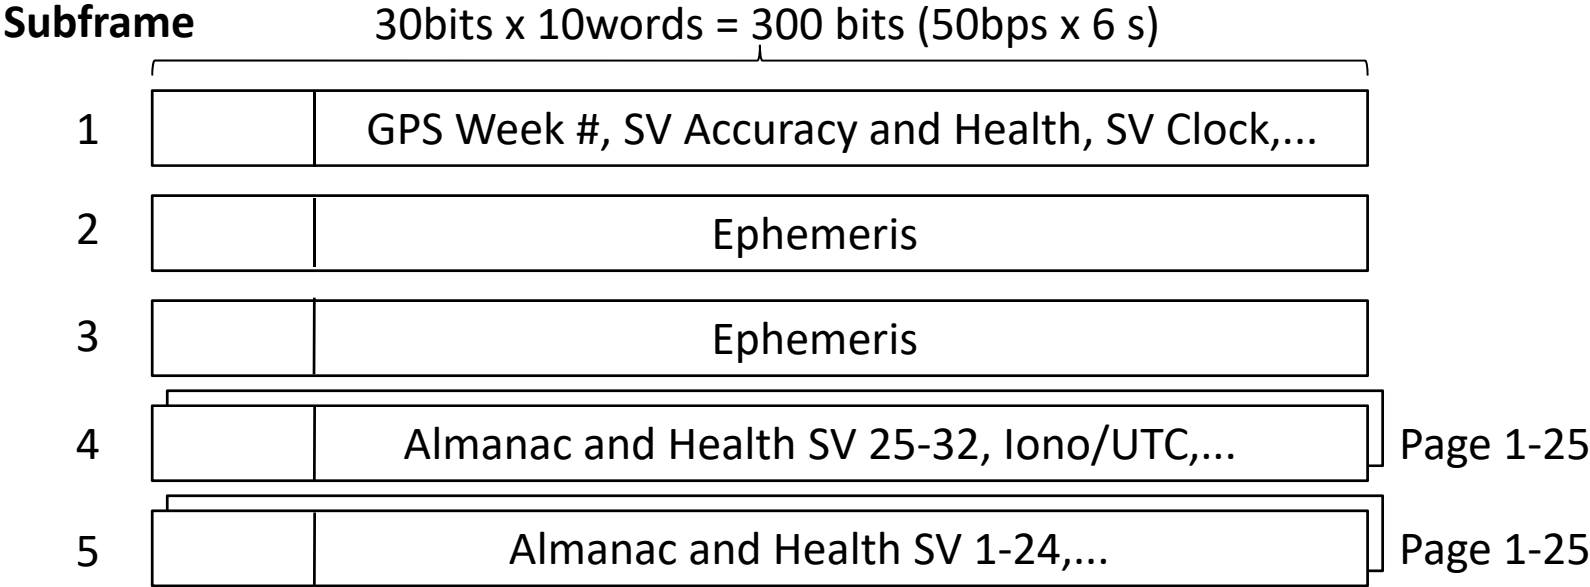 Subframe 30bits x 10words = 300 bits (50bps x 6 s)
1 GPS Week #, SV Accuracy and Health, SV Clock,...
2 Ephemeris
3 Ephemeris
4 Almanac and Health SV 25-32, Iono/UTC,... Page 1-25
5 Almanac and Health SV 1-24,... Page 1-25